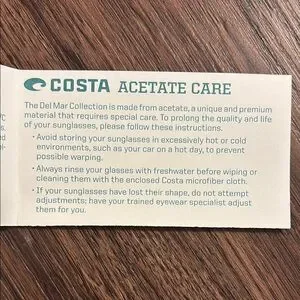 COSTA ACETATE CARE
The Del Mar Collection is made from acetate, a unique and premium
material that requires special care. To prolong the quality and life
of your sunglasses, please follow these instructions.
• Avoid storing your sunglasses in excessively hot or cold
environments, such as your car on a hot day, to prevent
possible warping.
• Always rinse your glasses with freshwater before wiping or
cleaning them with the enclosed Costa microfiber cloth.
• If your sunglasses have lost their shape, do not attempt
adjustments; have your trained eyewear specialist adjust
them for you.